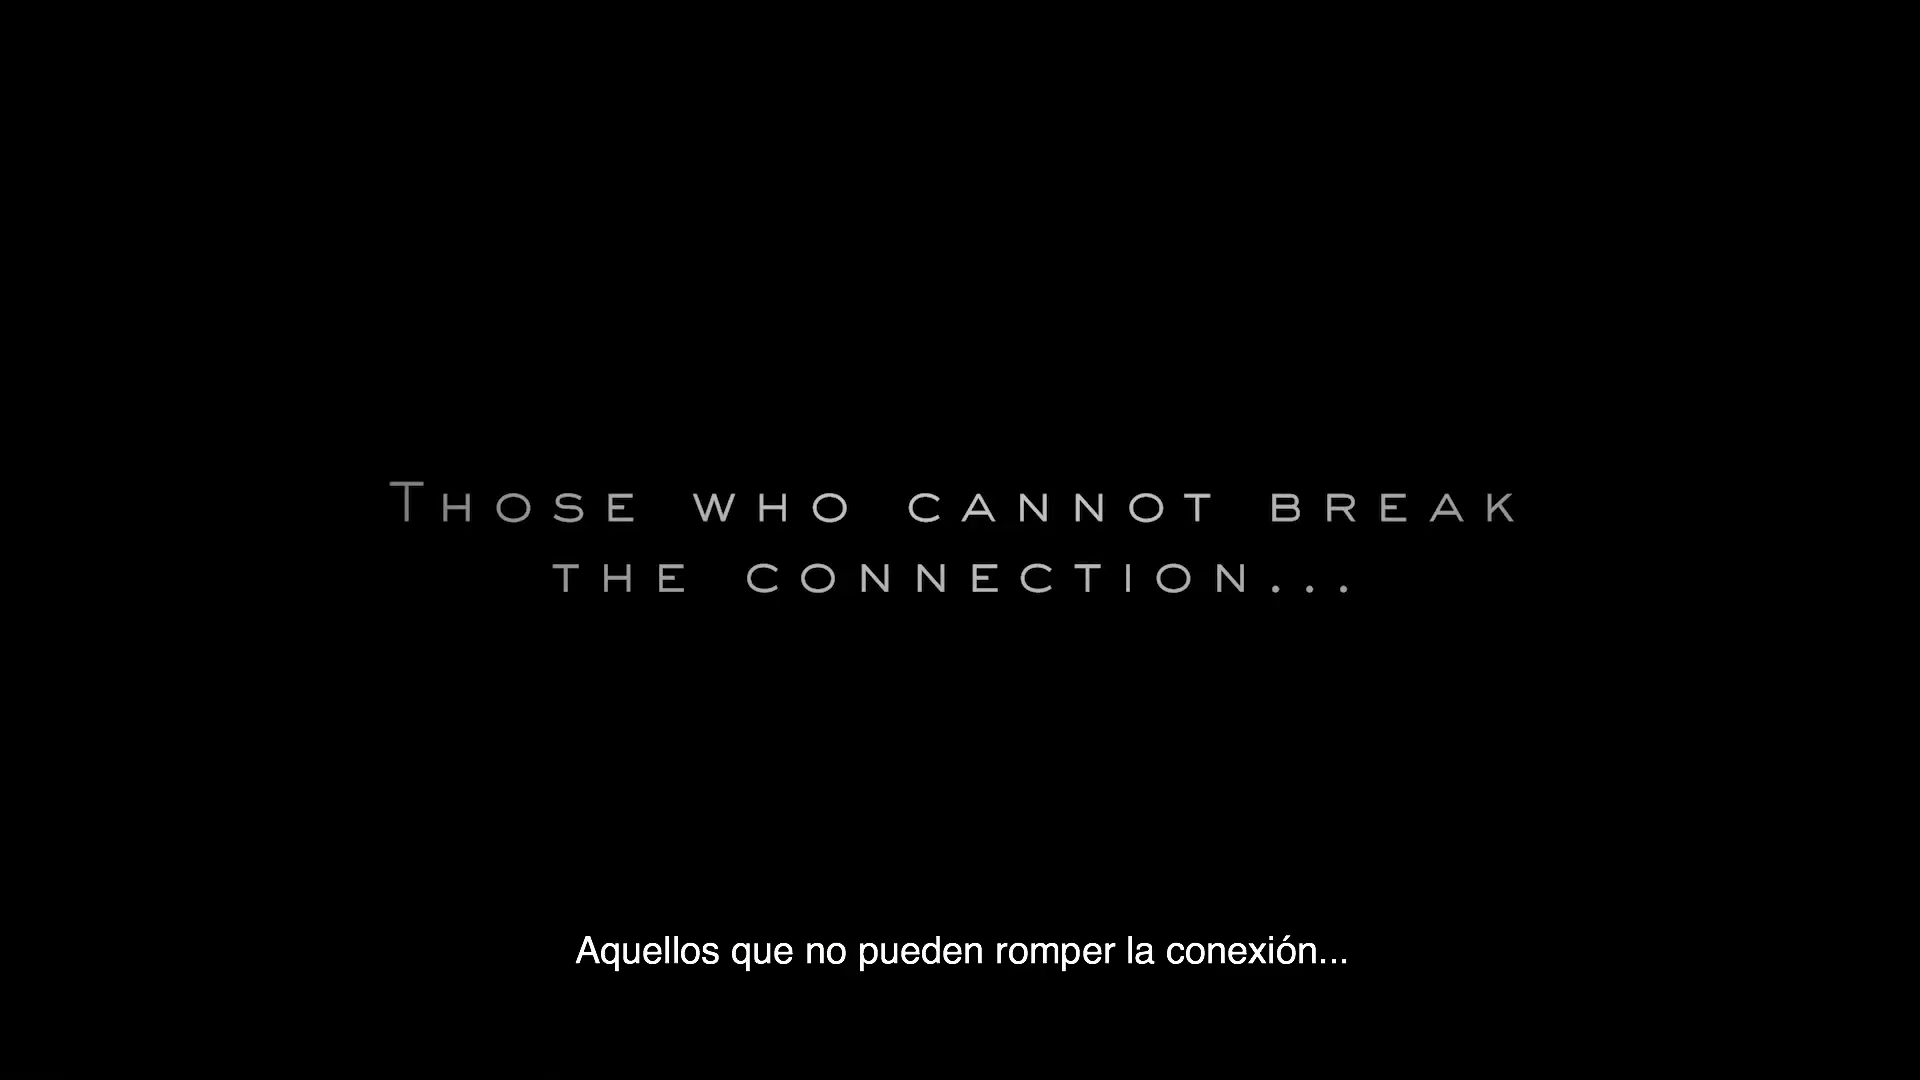 Those who cannot break
the connection...
Aquellos que no pueden romper la conexión...